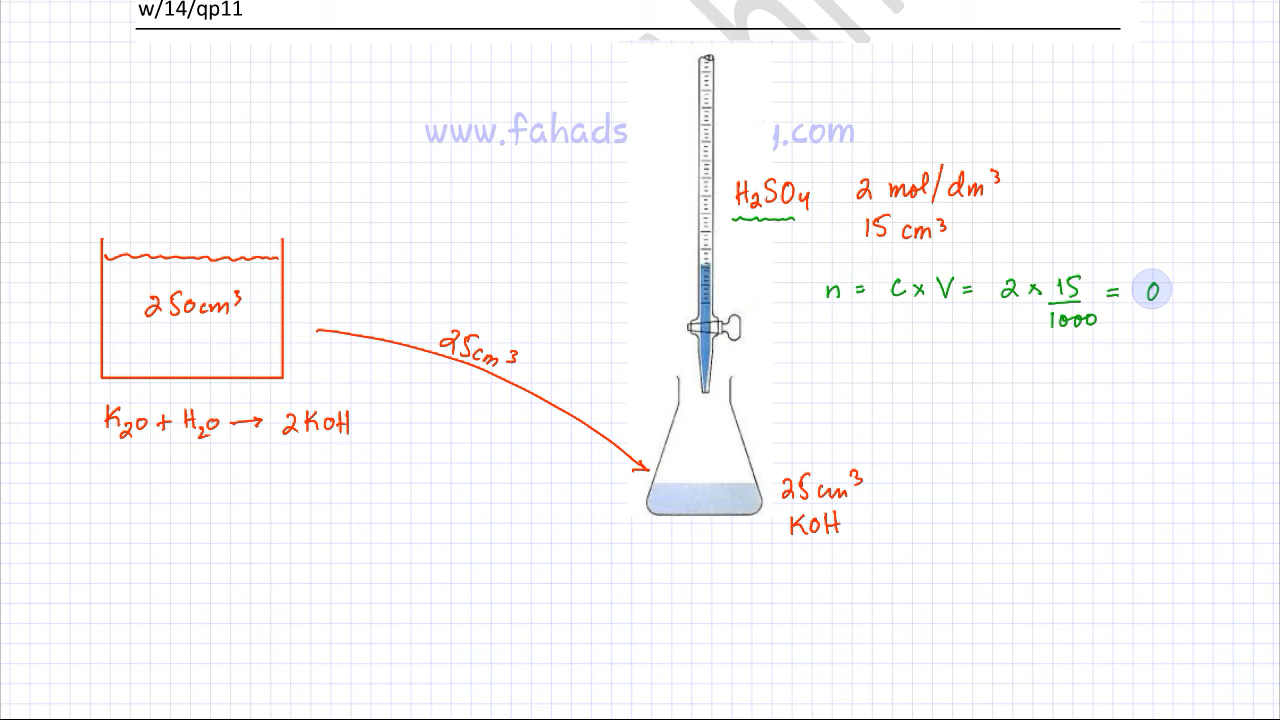 w/14/qp11
www.fahads
y.com
H₂SO₄ 2 mol/dm³
15 cm³
250cm³
n = C × V = 2 × 15/1000 = 0
25cm³
K₂O + H₂O → 2KOH
25cm³
KOH